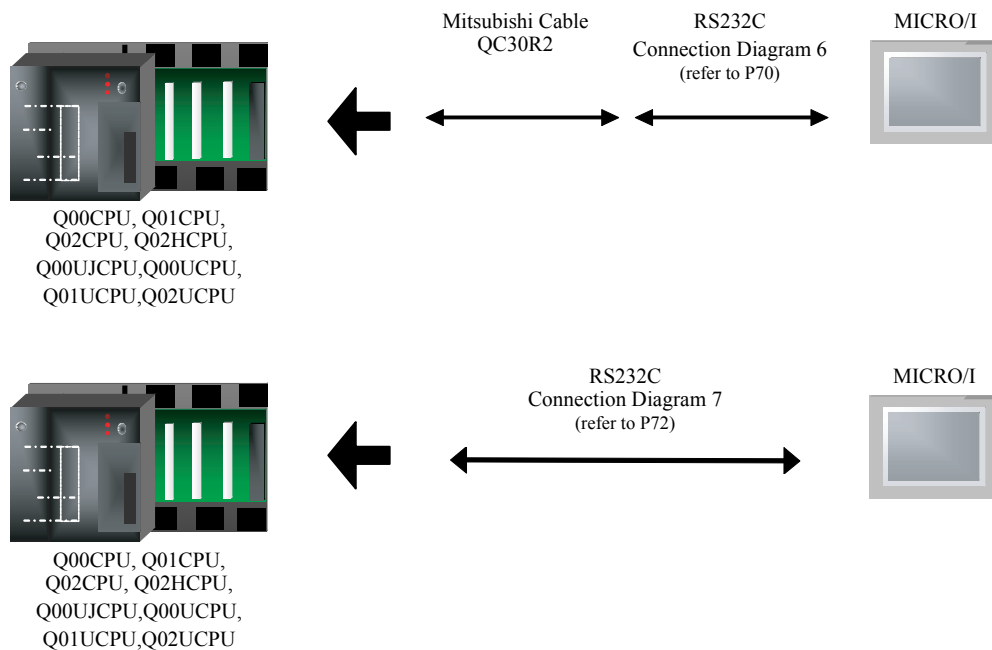 Mitsubishi Cable
QC30R2
RS232C
Connection Diagram 6
(refer to P70)
MICRO/I
Q00CPU, Q01CPU,
Q02CPU, Q02HCPU,
Q00UJCPU,Q00UCPU,
Q01UCPU,Q02UCPU
RS232C
Connection Diagram 7
(refer to P72)
MICRO/I
Q00CPU, Q01CPU,
Q02CPU, Q02HCPU,
Q00UJCPU,Q00UCPU,
Q01UCPU,Q02UCPU